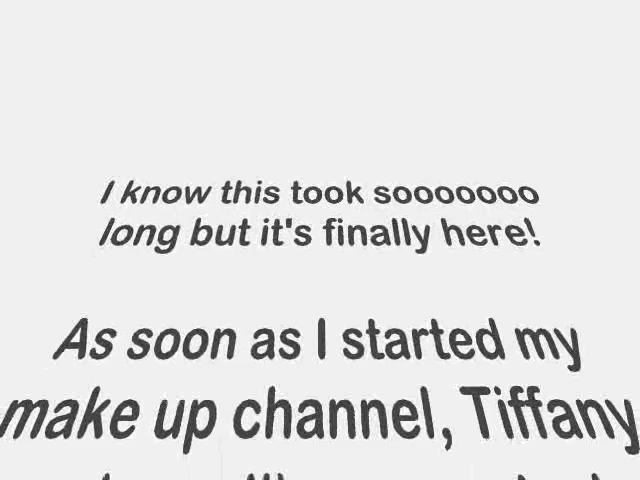 I know this took sooooooo
long but it's finally here!
As soon as I started my
make up channel, Tiffany